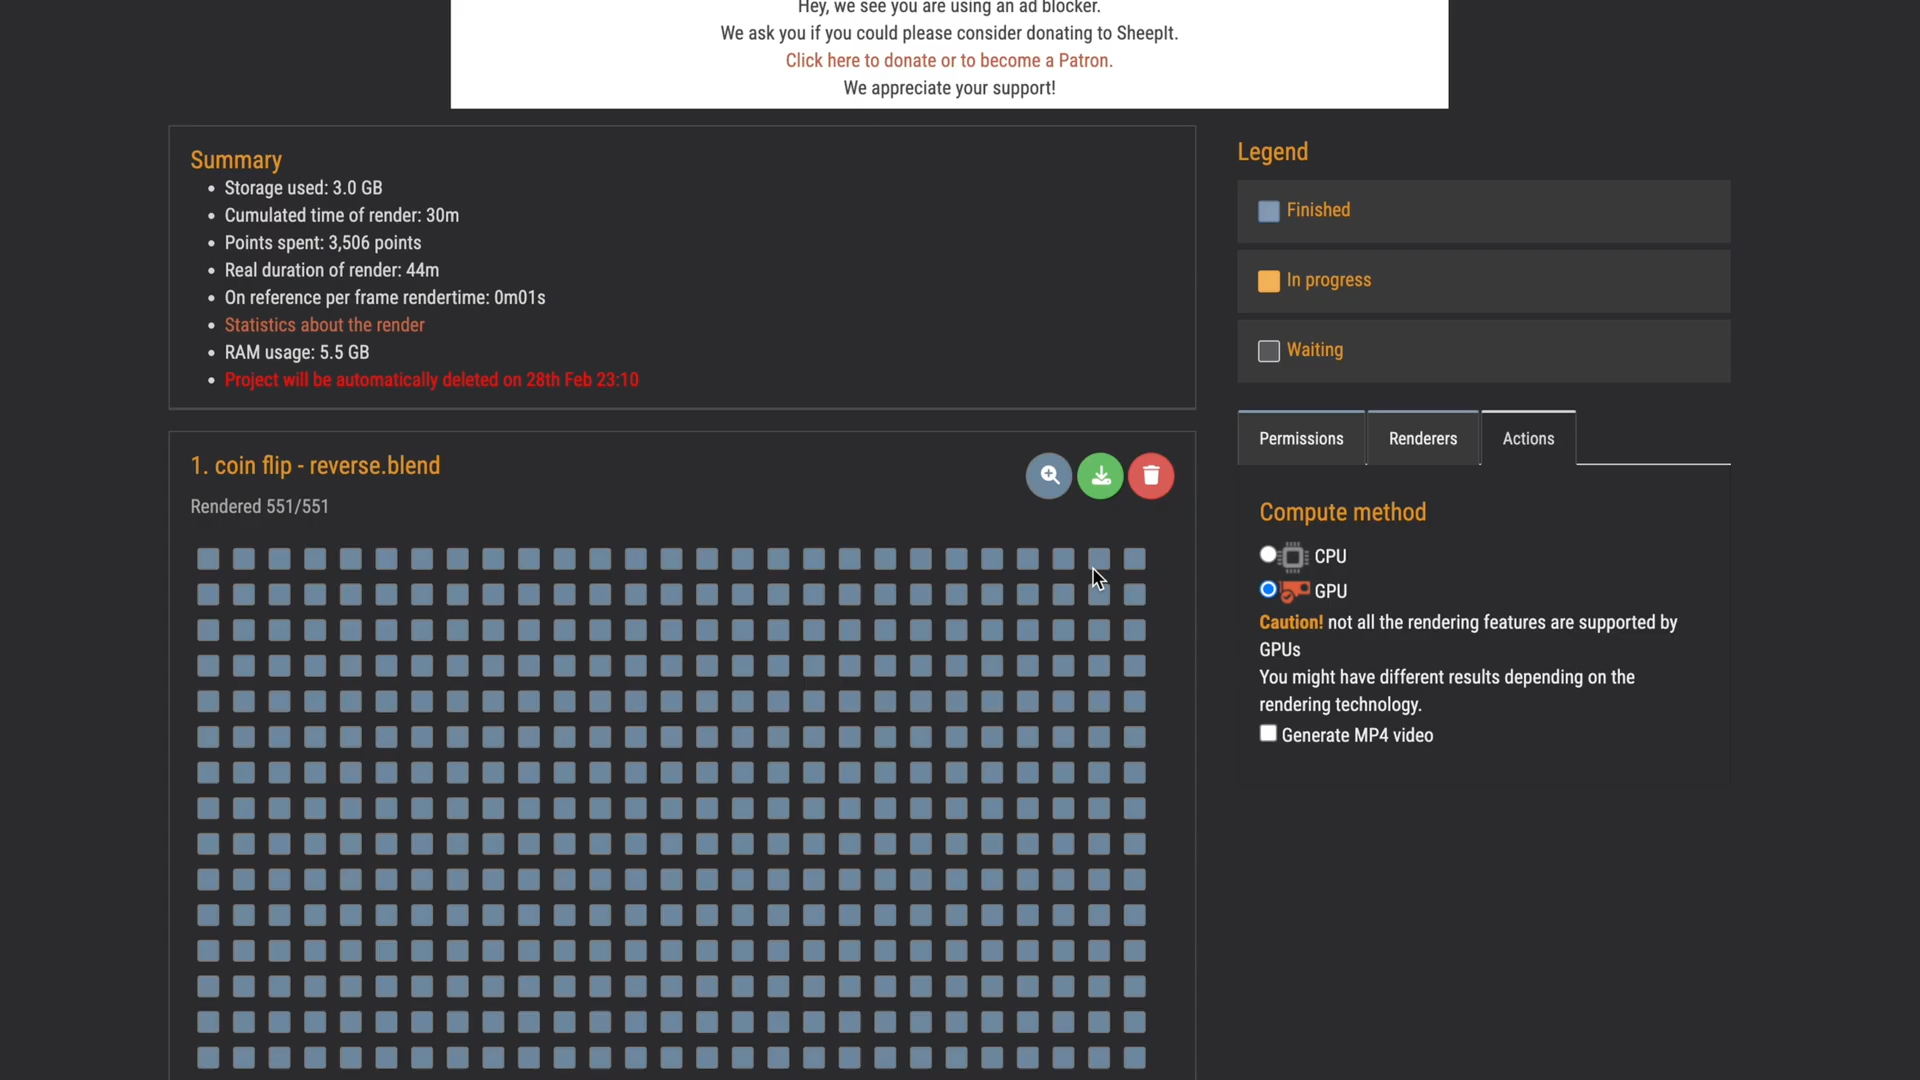 Hey, we see you are using an ad blocker.
We ask you if you could please consider donating to SheepIt.
Click here to donate or to become a Patron.
We appreciate your support!
Summary
Storage used: 3.0 GB
Cumulated time of render: 30m
Points spent: 3,506 points
Real duration of render: 44m
On reference per frame rendertime: 0m01s
Statistics about the render
RAM usage: 5.5 GB
Project will be automatically deleted on 28th Feb 23:10
1. coin flip - reverse.blend
Rendered 551/551
Legend
Finished
In progress
Waiting
Permissions
Renderers
Actions
Compute method
CPU
GPU
Caution! not all the rendering features are supported by
GPUs
You might have different results depending on the
rendering technology.
Generate MP4 video